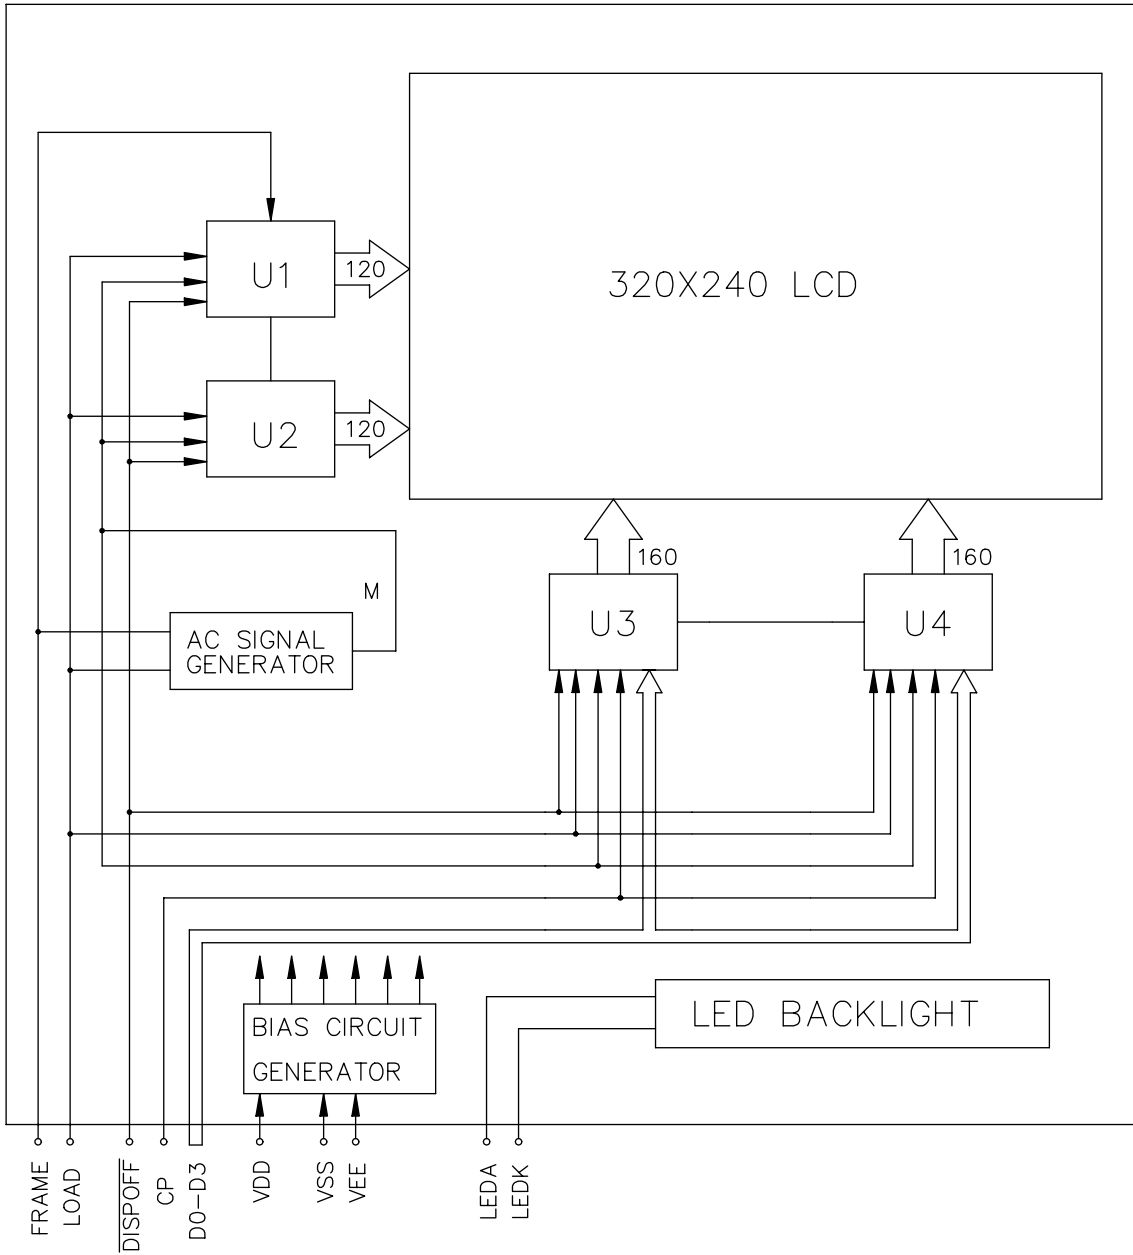 U1
120
320X240 LCD
U2
120
160
160
M
U3
U4
AC SIGNAL
GENERATOR
BIAS CIRCUIT
GENERATOR
LED BACKLIGHT
FRAME
LOAD
DISPOFF
CP
D0-D3
VDD
VSS
VEE
LEDA
LEDK